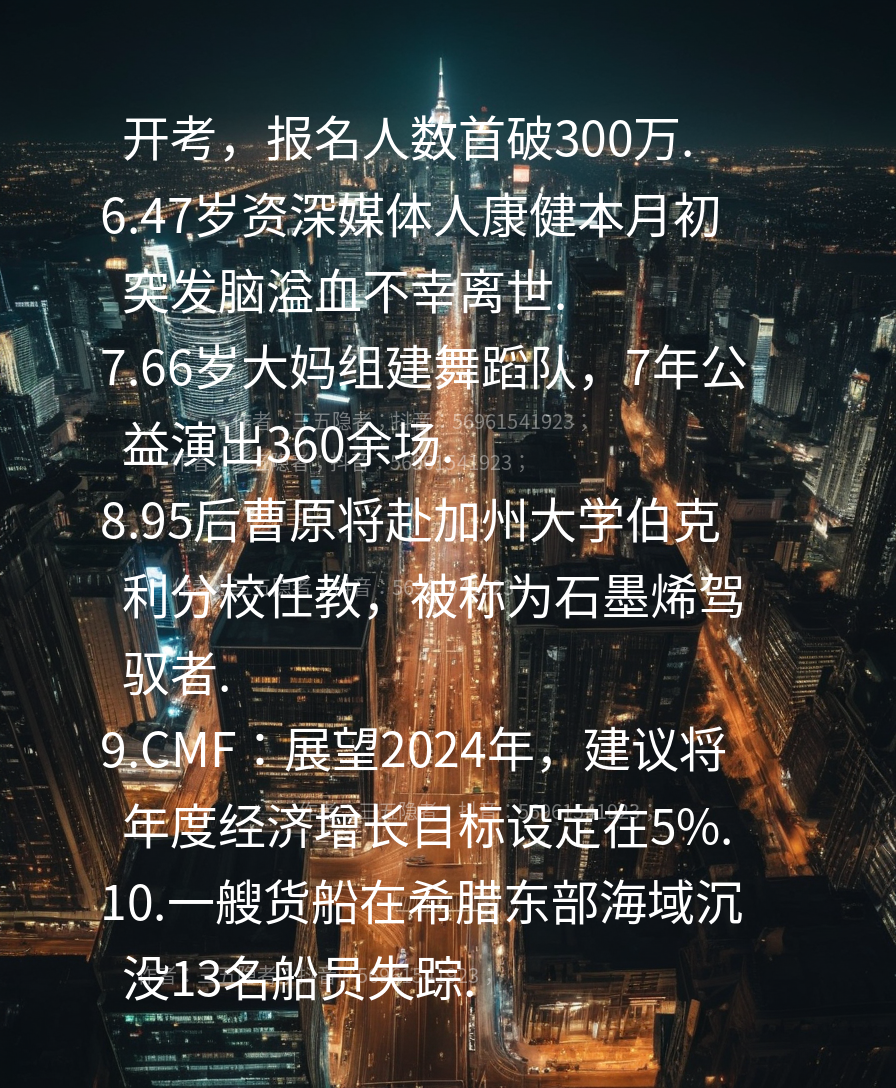 开考，报名人数首破300万.
6.47岁资深媒体人康健本月初
突发脑溢血不幸离世.
7.66岁大妈组建舞蹈队，7年公
益演出360余场.
8.95后曹原将赴加州大学伯克
利分校任教，被称为石墨烯驾
驭者.
9.CMF：展望2024年，建议将
年度经济增长目标设定在5%.
10.一艘货船在希腊东部海域沉
没13名船员失踪.